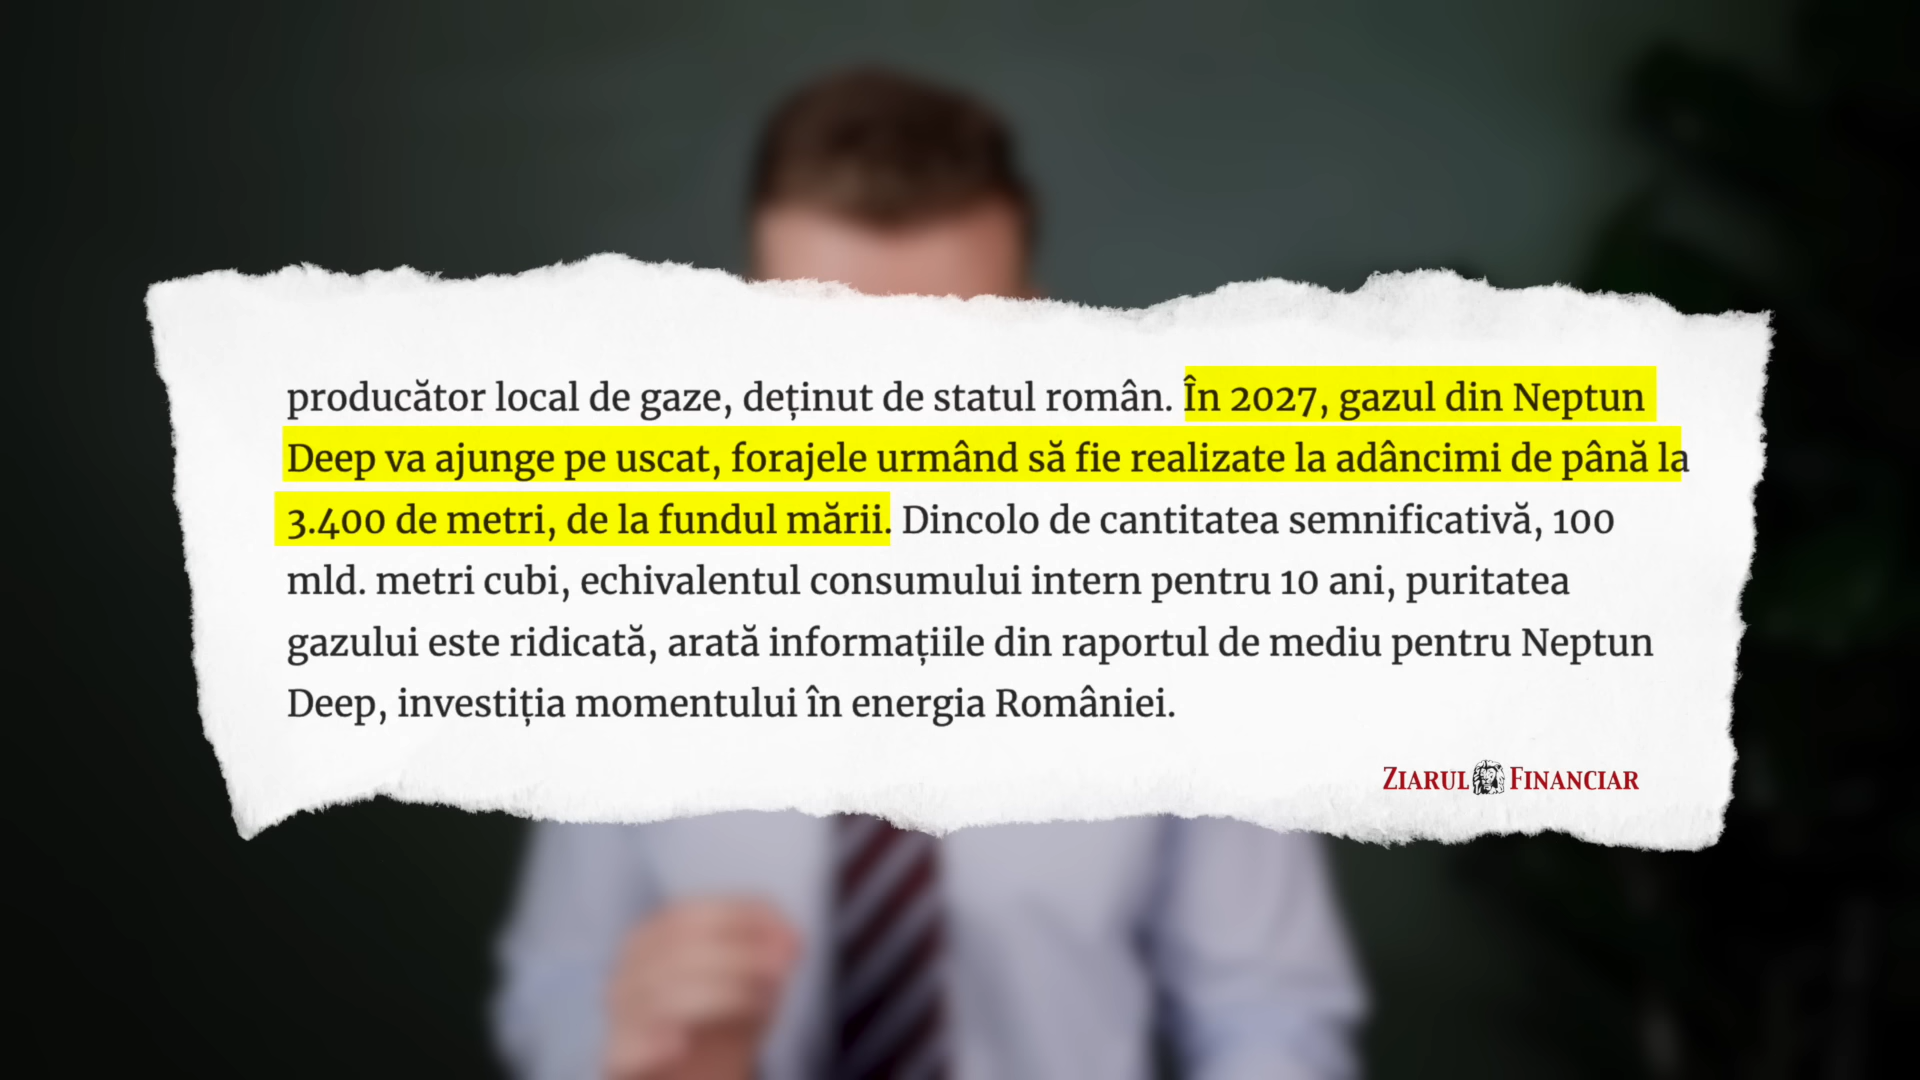 producător local de gaze, deținut de statul român. În 2027, gazul din Neptun
Deep va ajunge pe uscat, forajele urmând să fie realizate la adâncimi de până la
3.400 de metri, de la fundul mării. Dincolo de cantitatea semnificativă, 100
mld. metri cubi, echivalentul consumului intern pentru 10 ani, puritatea
gazului este ridicată, arată informațiile din raportul de mediu pentru Neptun
Deep, investiția momentului în energia României.
ZIARUL FINANCIAR